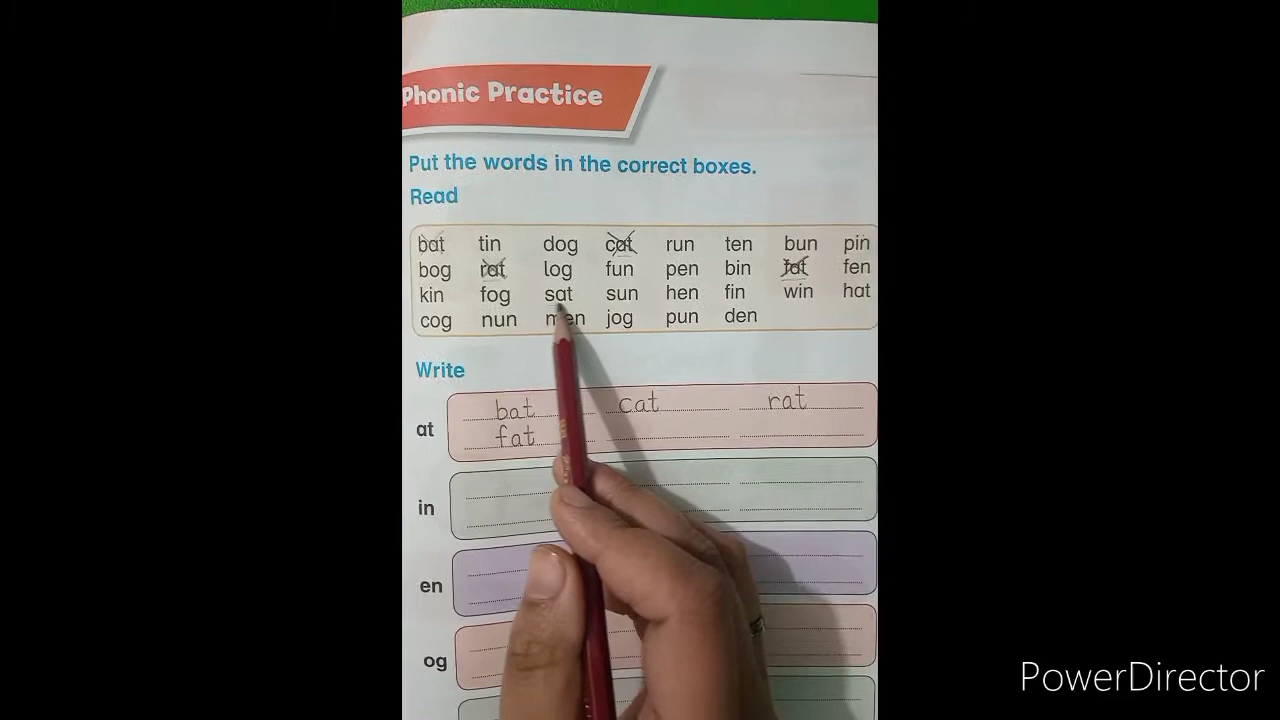 Phonic Practice
Put the words in the correct boxes.
Read
bat tin dog cat run ten bun pin
bog rat log fun pen bin fat fen
kin fog sat sun hen fin win hat
cog nun men jog pun den
Write
at bat cat rat
fat
in
en
og
PowerDirector